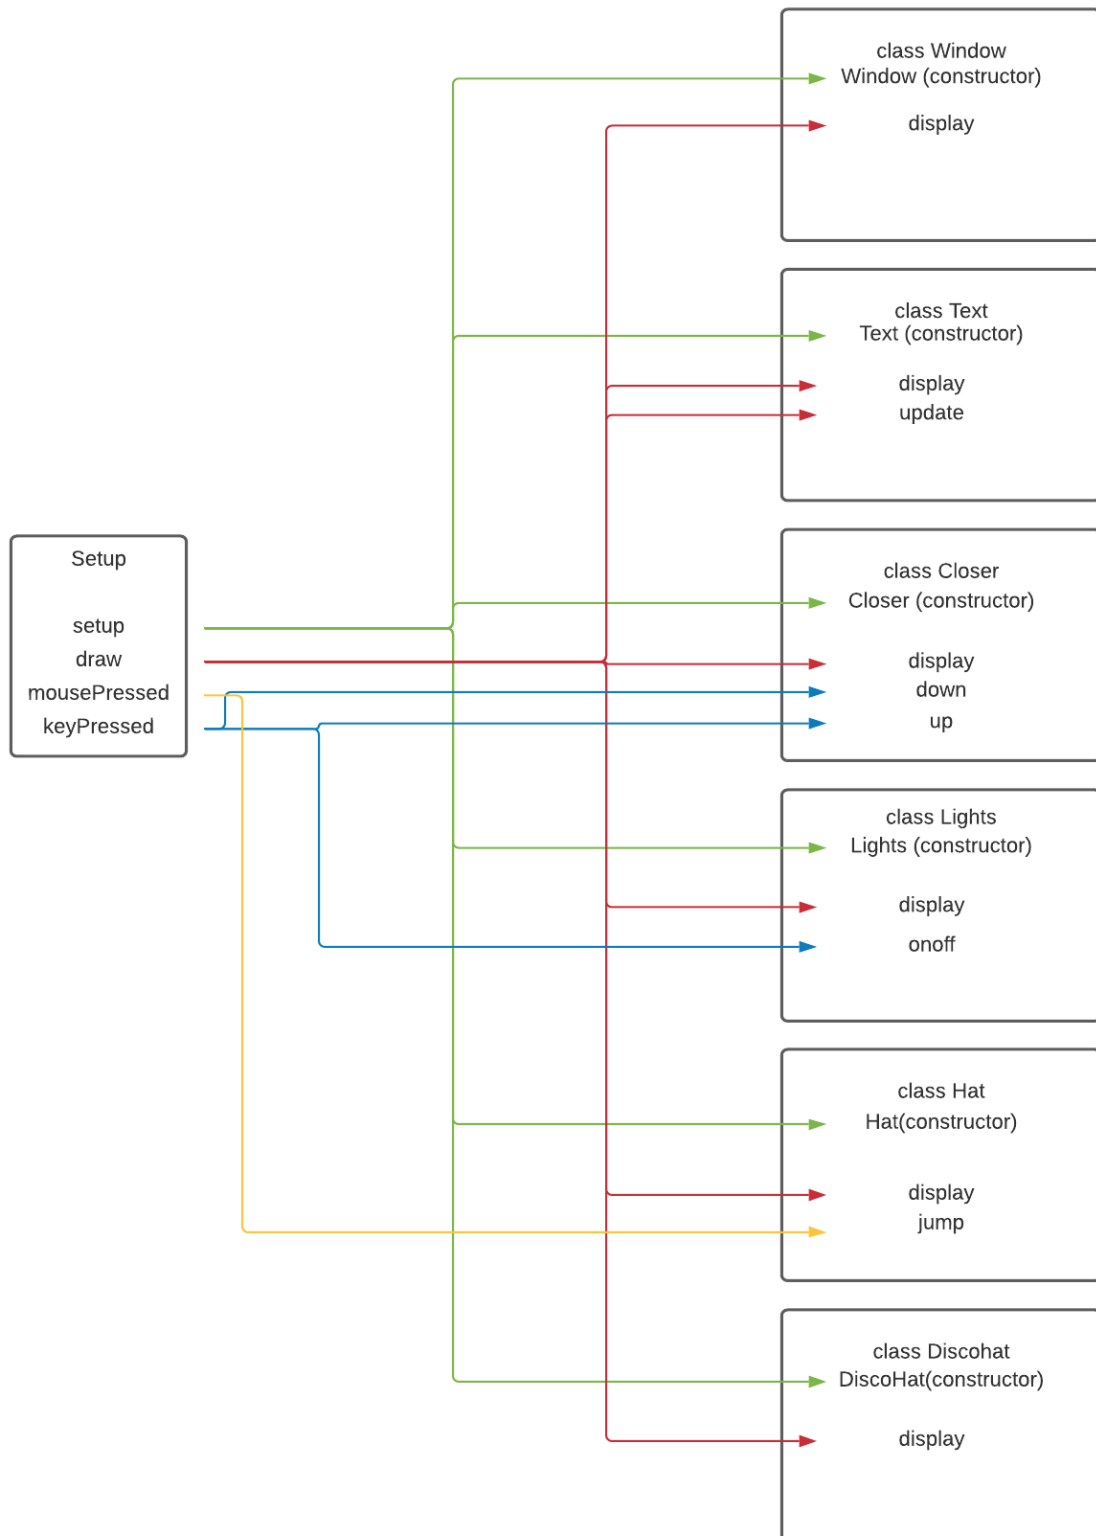 class Window
Window (constructor)
display
class Text
Text (constructor)
display
update
Setup
setup
draw
mousePressed
keyPressed
class Closer
Closer (constructor)
display
down
up
class Lights
Lights (constructor)
display
onoff
class Hat
Hat(constructor)
display
jump
class Discohat
DiscoHat(constructor)
display